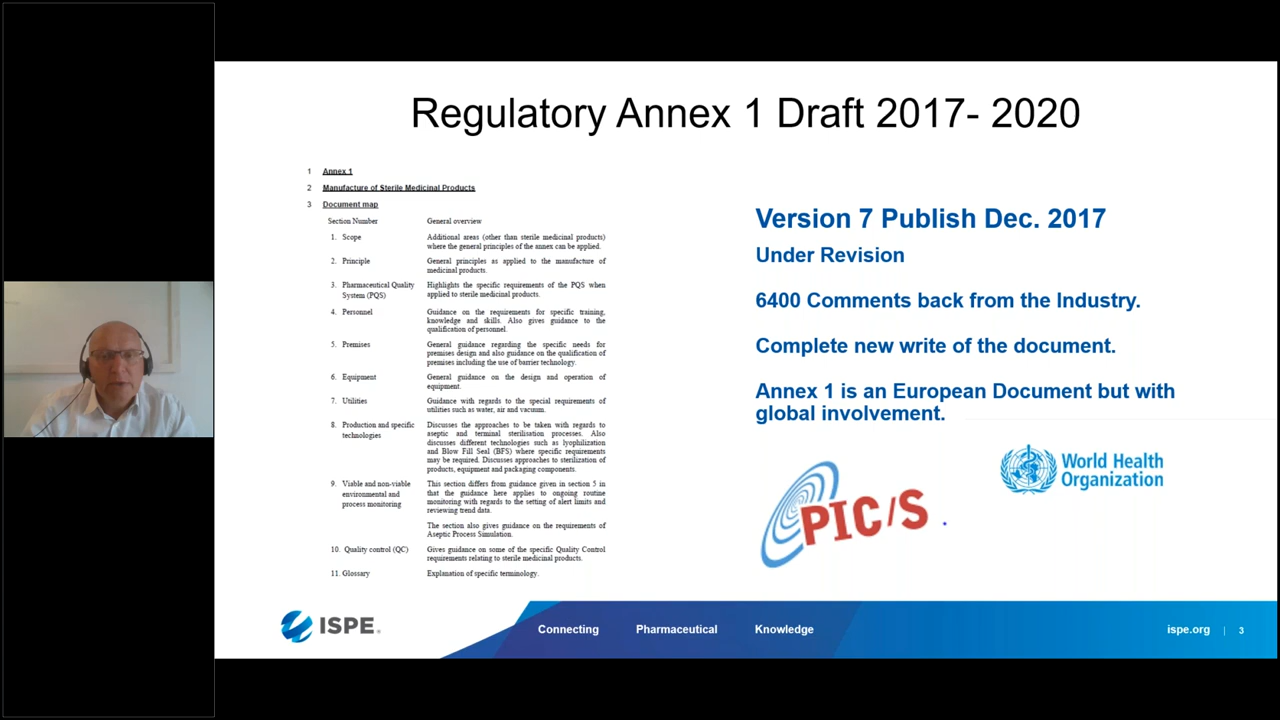 Regulatory Annex 1 Draft 2017- 2020
1 Annex 1
2 Manufacture of Sterile Medicinal Products
3 Document map
Section Number General overview
1. Scope Additional areas (other than sterile medicinal products)
where the general principles of the annex can be applied.
2. Principle General principles as applied to the manufacture of
medicinal products.
3. Pharmaceutical Quality Highlights the specific requirements of the PQS when
System (PQS) applied to sterile medicinal products.
4. Personnel Guidance on the requirements for specific training,
knowledge and skills. Also gives guidance to the
qualification of personnel.
5. Premises General guidance regarding the specific needs for
premises design and also guidance on the qualification of
premises including the use of barrier technology.
6. Equipment General guidance on the design and operation of
equipment.
7. Utilities Guidance with regards to the special requirements of
utilities such as water, air and vacuum.
8. Production and specific Discusses the approaches to be taken with regards to
technologies aseptic and terminal sterilisation processes. Also
discusses different technologies such as lyophilization
and Blow Fill Seal (BFS) where specific requirements
may be required. Discusses approaches to sterilization of
products, equipment and packaging components.
9. Viable and non-viable This section differs from guidance given in section 5 in
environmental and that the guidance here applies to ongoing routine
process monitoring monitoring with regards to the setting of alert limits and
reviewing trend data.
The section also gives guidance on the requirements of
Aseptic Process Simulation.
10. Quality control (QC) Gives guidance on some of the specific Quality Control
requirements relating to sterile medicinal products.
11. Glossary Explanation of specific terminology.
Version 7 Publish Dec. 2017
Under Revision
6400 Comments back from the Industry.
Complete new write of the document.
Annex 1 is an European Document but with
global involvement.
PIC/S
World Health
Organization
ISPE
Connecting Pharmaceutical Knowledge
ispe.org | 3